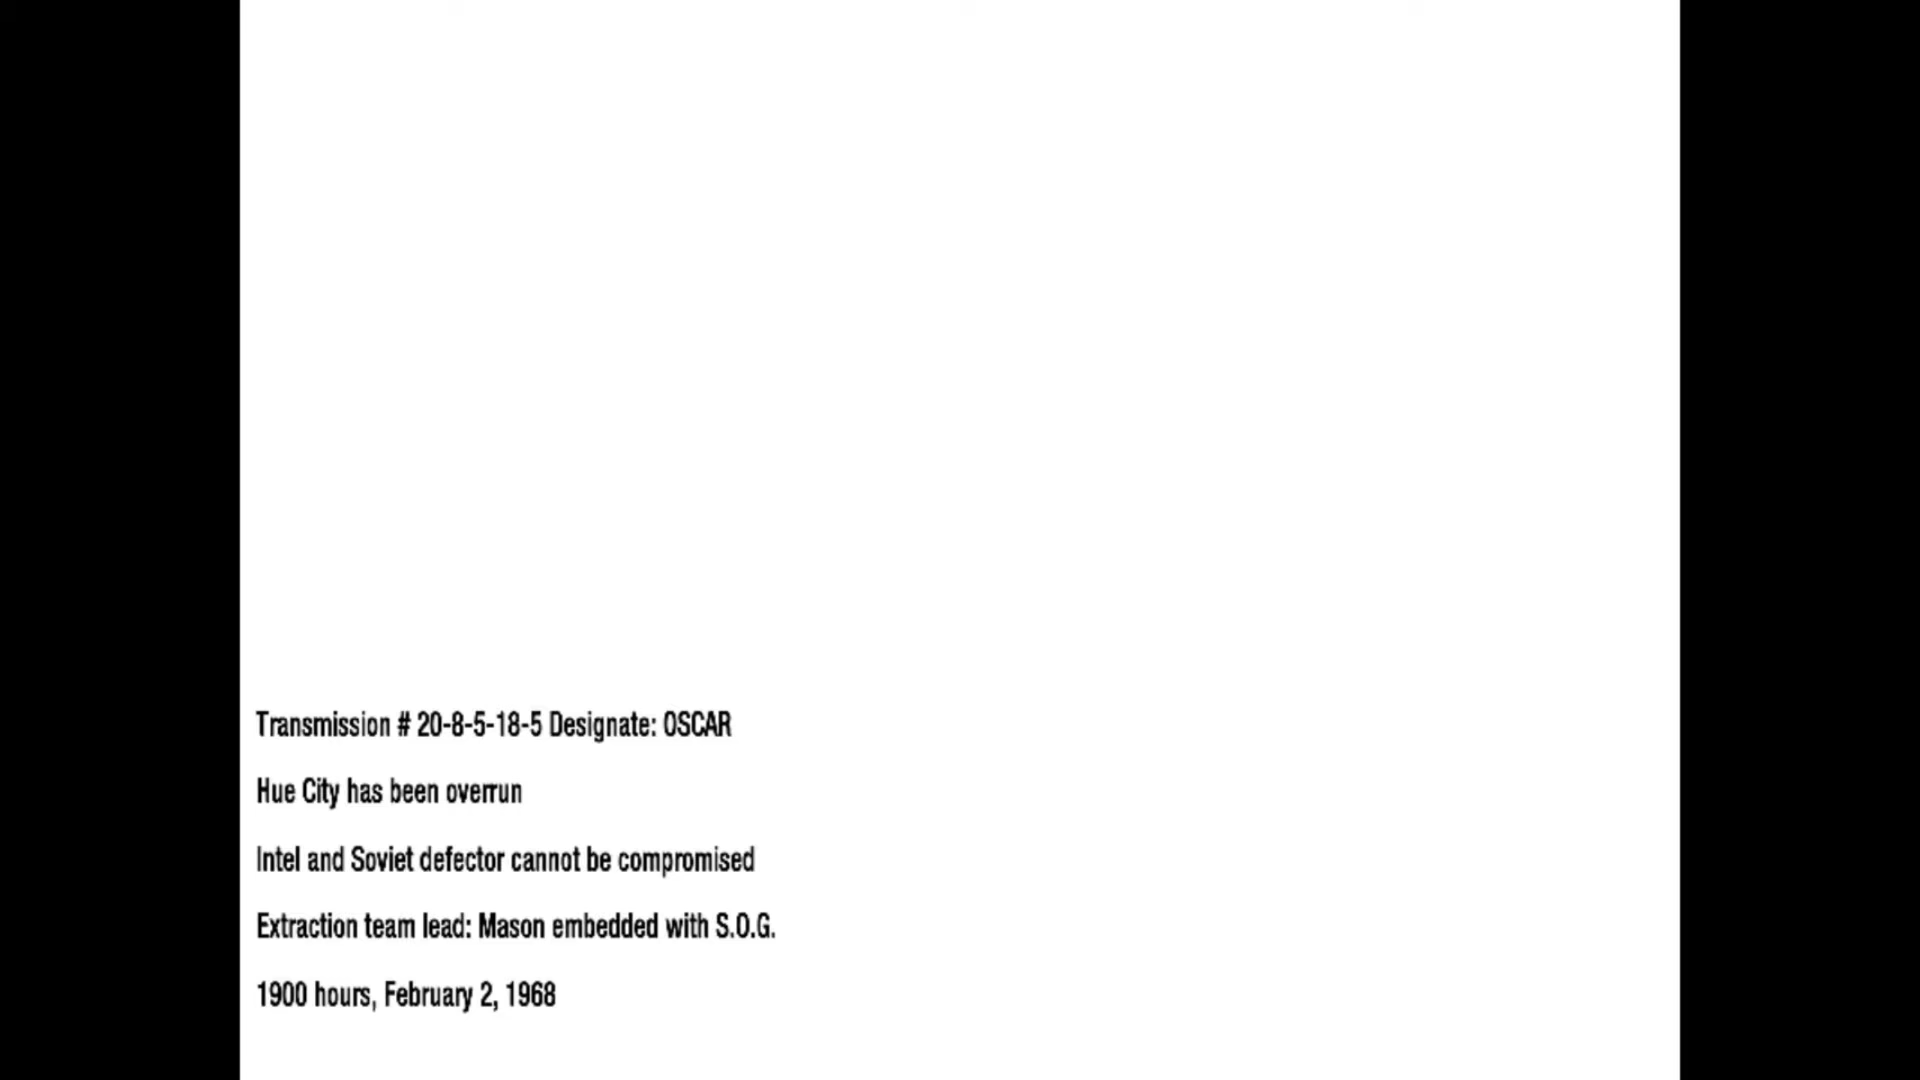 Transmission # 20-8-5-18-5 Designate: OSCAR
Hue City has been overrun
Intel and Soviet defector cannot be compromised
Extraction team lead: Mason embedded with S.O.G.
1900 hours, February 2, 1968